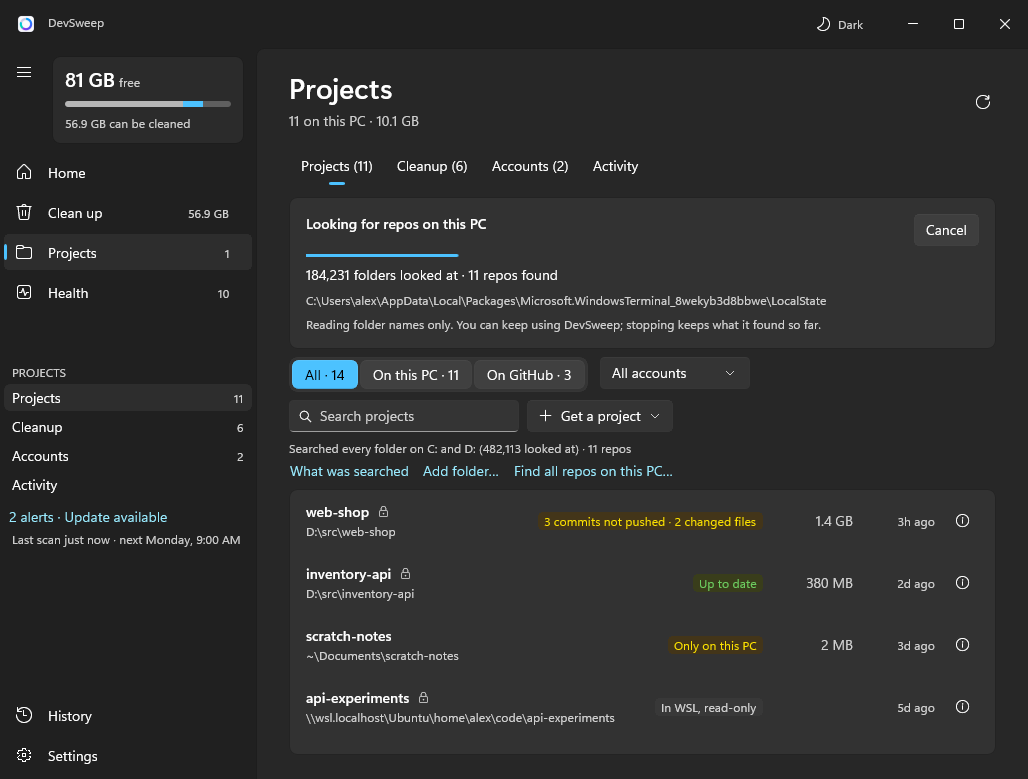 DevSweep
Dark
81 GB free
56.9 GB can be cleaned
Home
Clean up 56.9 GB
Projects 1
Health 10
PROJECTS
Projects 11
Cleanup 6
Accounts 2
Activity
2 alerts · Update available
Last scan just now · next Monday, 9:00 AM
History
Settings
Projects
11 on this PC · 10.1 GB
Projects (11) Cleanup (6) Accounts (2) Activity
Looking for repos on this PC
Cancel
184,231 folders looked at · 11 repos found
C:\Users\alex\AppData\Local\Packages\Microsoft.WindowsTerminal_8wekyb3d8bbwe\LocalState
Reading folder names only. You can keep using DevSweep; stopping keeps what it found so far.
All · 14 On this PC · 11 On GitHub · 3 All accounts
Search projects Get a project
Searched every folder on C: and D: (482,113 looked at) · 11 repos
What was searched Add folder... Find all repos on this PC...
web-shop
D:\src\web-shop
3 commits not pushed · 2 changed files 1.4 GB 3h ago
inventory-api
D:\src\inventory-api
Up to date 380 MB 2d ago
scratch-notes
~\Documents\scratch-notes
Only on this PC 2 MB 3d ago
api-experiments
\\wsl.localhost\Ubuntu\home\alex\code\api-experiments
In WSL, read-only 5d ago